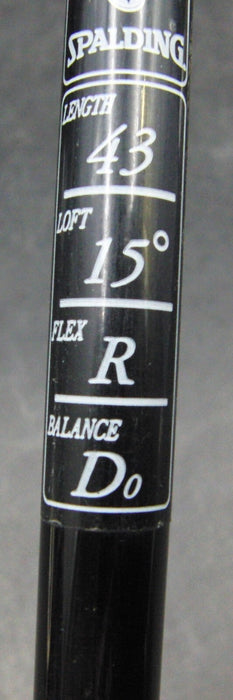 SPALDING
LENGTH
43
LOFT
15°
FLEX
R
BALANCE
D0